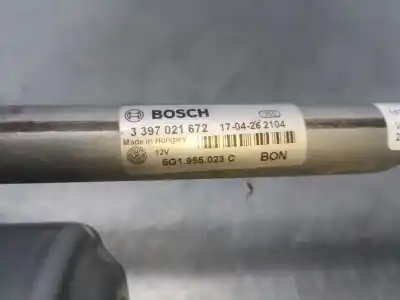 BOSCH
3 397 021 672 17-04-26 2104
Made in Hungary
12V
5G1.955.023 C BON